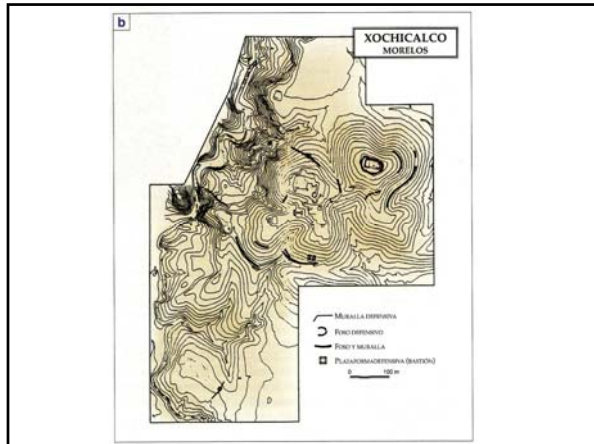 b
XOCHICALCO
MORELOS
MURALLA DEFENSIVA
FOSO DEFENSIVO
FOSO Y MURALLA
PLATAFORMA DEFENSIVA (BASTIÓN)
0 100 m